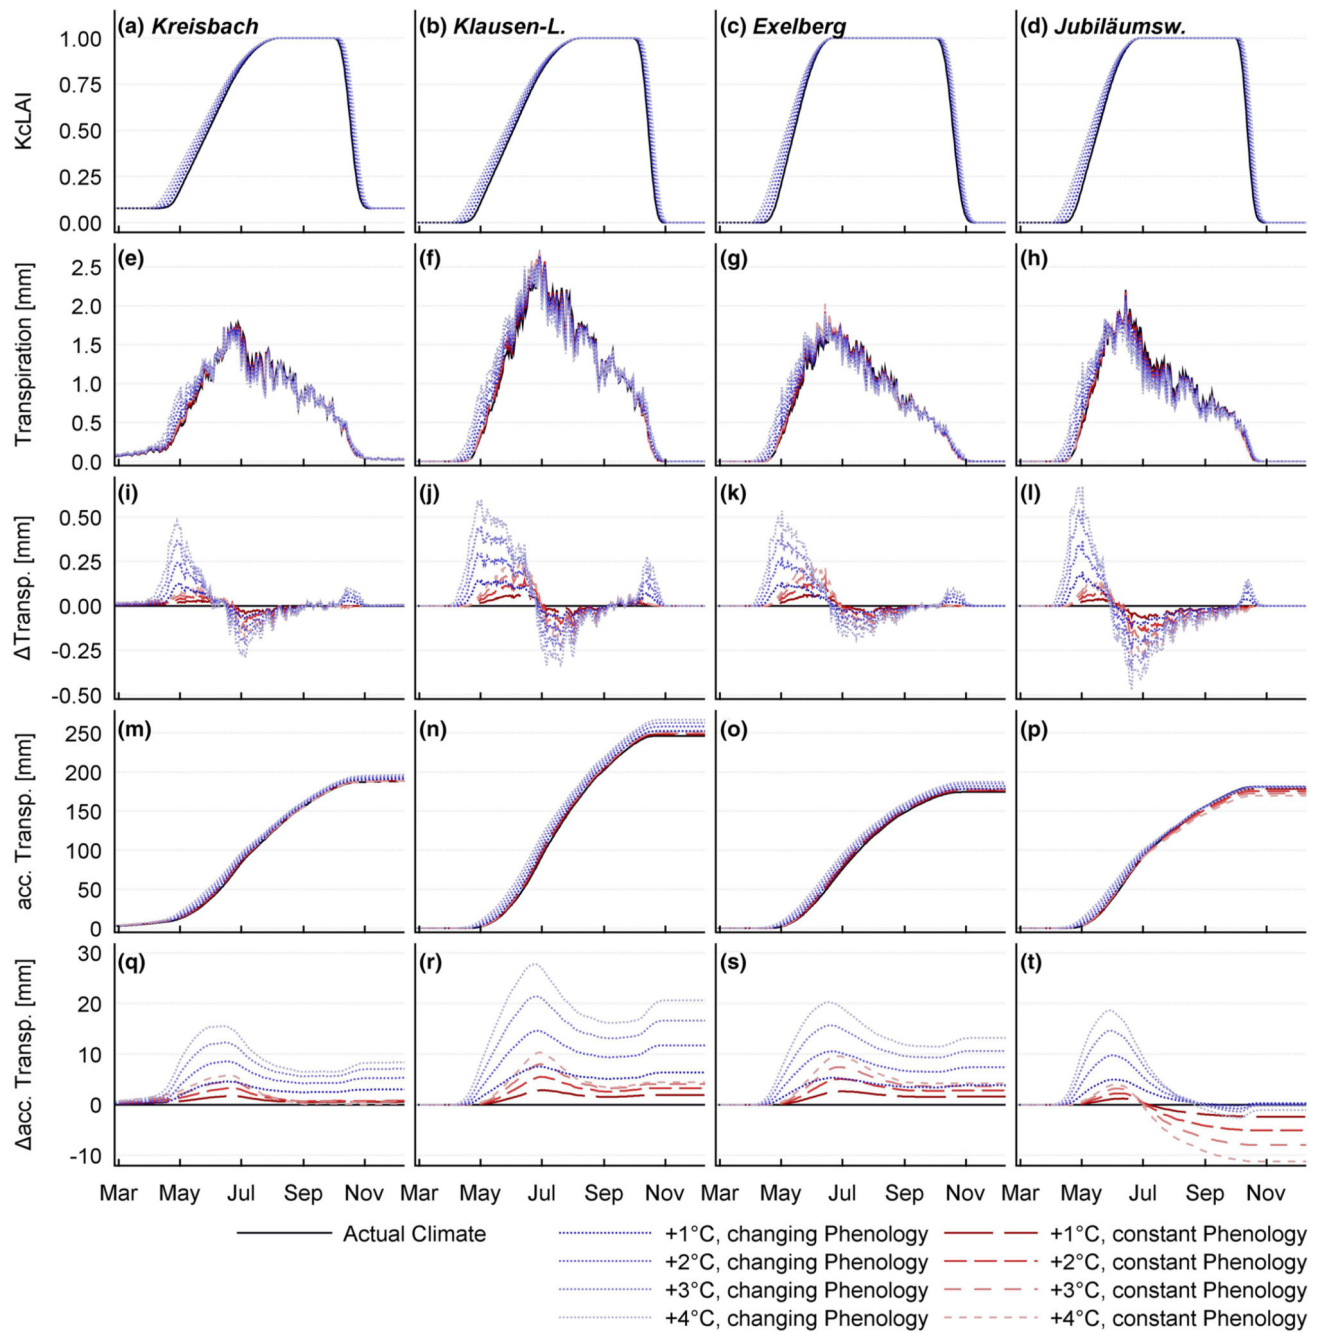 (a) Kreisbach (b) Klausen-L. (c) Exelberg (d) Jubiläumsw.
1.00
0.75
KcLAI
0.50
0.25
0.00
(e) (f) (g) (h)
2.5
2.0
Transpiration [mm]
1.5
1.0
0.5
0.0
(i) (j) (k) (l)
0.50
ΔTransp. [mm]
0.25
0.00
-0.25
-0.50
(m) (n) (o) (p)
250
acc. Transp. [mm]
200
150
100
50
0
(q) (r) (s) (t)
30
Δacc. Transp. [mm]
20
10
0
-10
Mar May Jul Sep Nov Mar May Jul Sep Nov Mar May Jul Sep Nov Mar May Jul Sep Nov
Actual Climate +1°C, changing Phenology +1°C, constant Phenology
+2°C, changing Phenology +2°C, constant Phenology
+3°C, changing Phenology +3°C, constant Phenology
+4°C, changing Phenology +4°C, constant Phenology